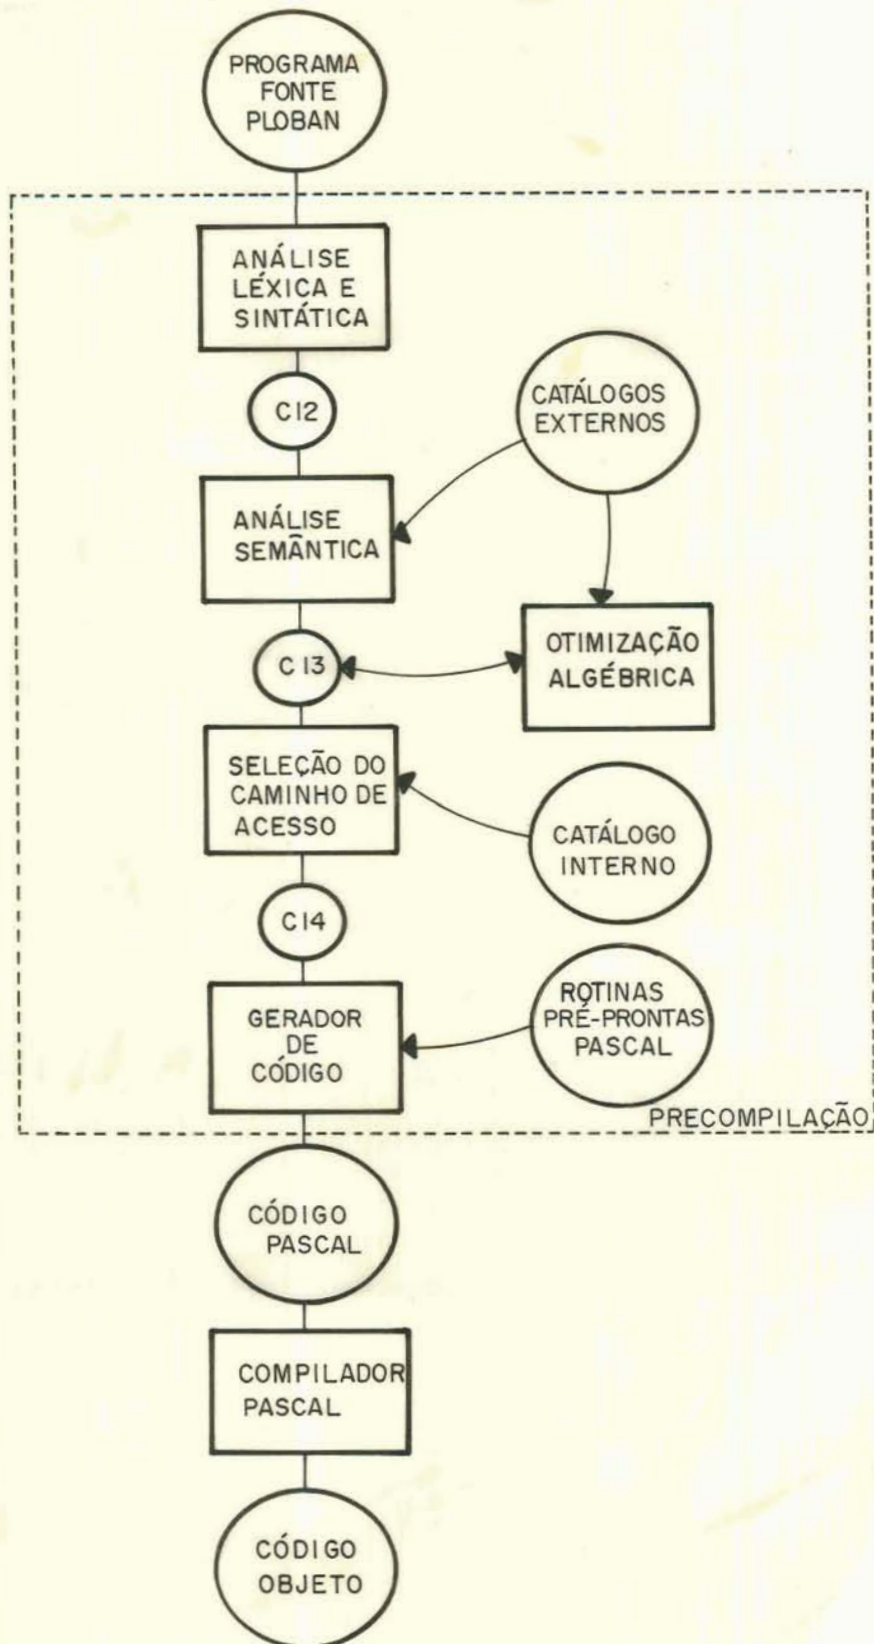 PROGRAMA
FONTE
PLOBAN
ANÁLISE
LÉXICA E
SINTÁTICA
CI2
CATÁLOGOS
EXTERNOS
ANÁLISE
SEMÂNTICA
CI3
OTIMIZAÇÃO
ALGÉBRICA
SELEÇÃO DO
CAMINHO DE
ACESSO
CATÁLOGO
INTERNO
CI4
GERADOR
DE
CÓDIGO
ROTINAS
PRÉ-PRONTAS
PASCAL
PRECOMPILAÇÃO
CÓDIGO
PASCAL
COMPILADOR
PASCAL
CÓDIGO
OBJETO